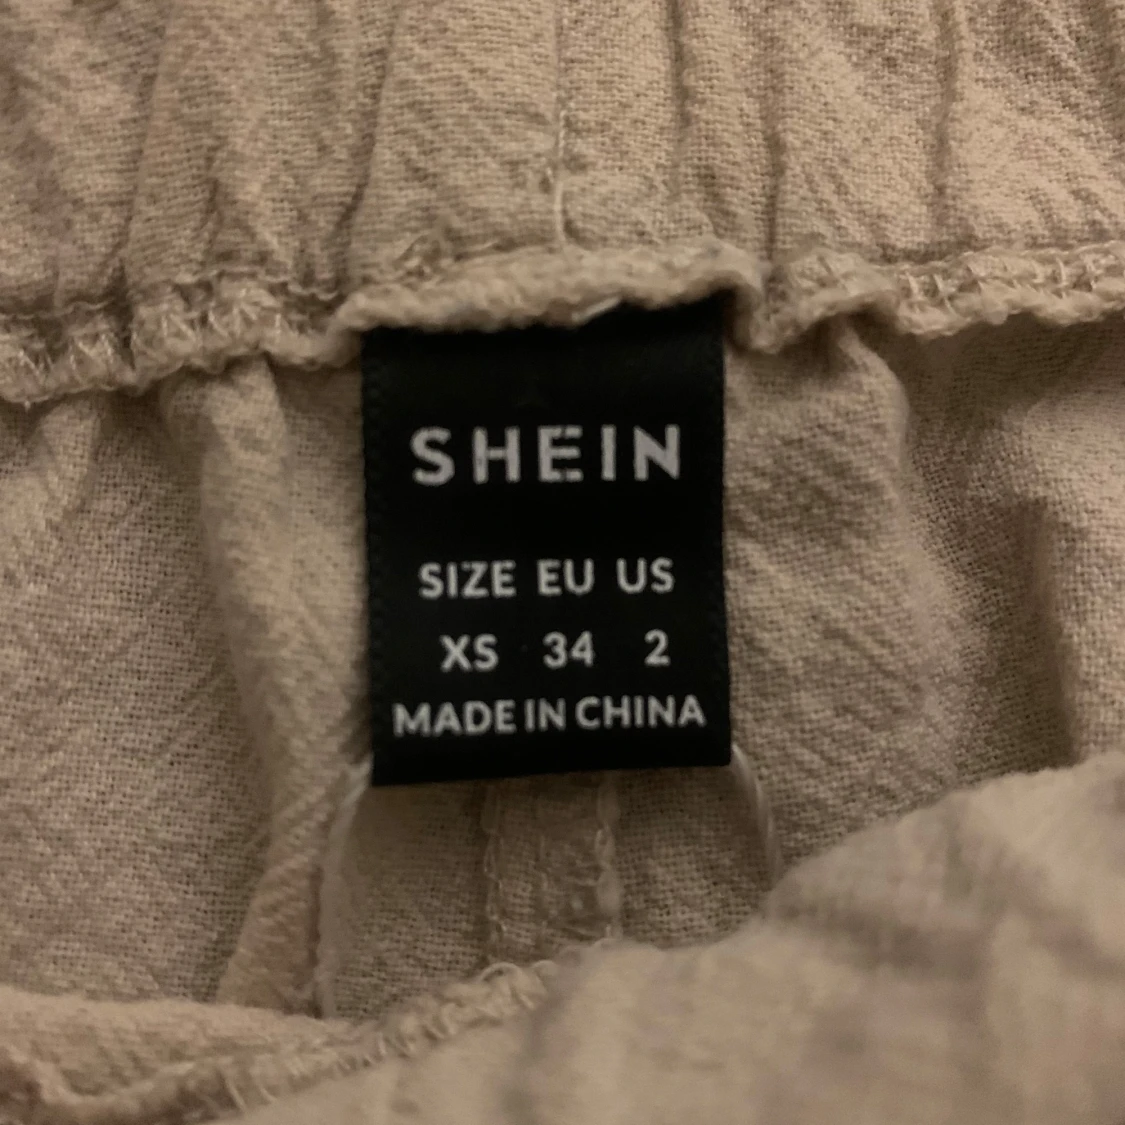 SHEIN
SIZE EU US
XS 34 2
MADE IN CHINA